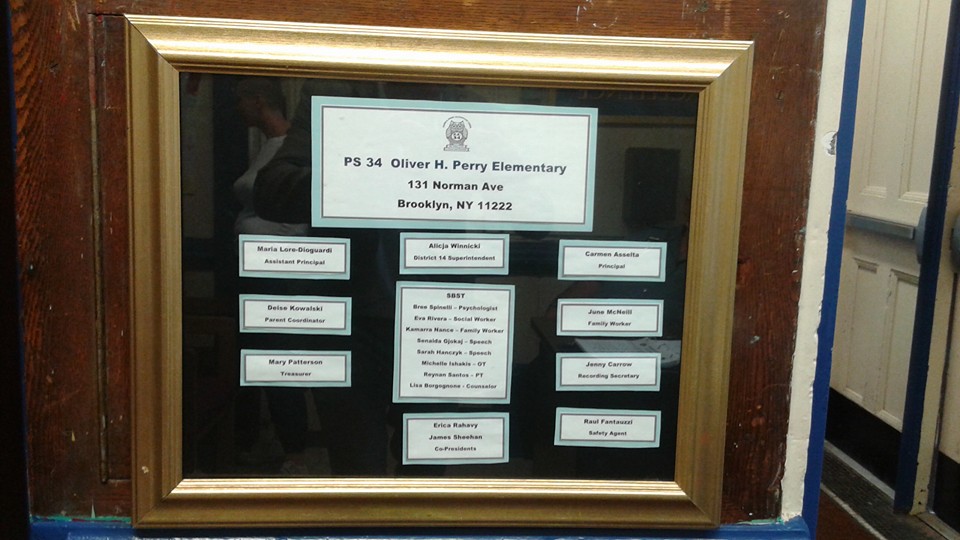 PS 34 Oliver H. Perry Elementary
131 Norman Ave
Brooklyn, NY 11222
Maria Lore-Dioguardi
Assistant Principal
Alicja Winnicki
District 14 Superintendent
Carmen Asselta
Principal
Deise Kowalski
Parent Coordinator
SBST
Bree Spinelli – Psychologist
Eva Rivera – Social Worker
Kamarra Nance – Family Worker
Senaida Gjokaj – Speech
Sarah Hanczyk – Speech
Michelle Ishakis – OT
Reynan Santos – PT
Lisa Borgognone - Counselor
June McNeill
Family Worker
Mary Patterson
Treasurer
Jenny Carrow
Recording Secretary
Erica Rahavy
James Sheehan
Co-Presidents
Raul Fantauzzi
Safety Agent